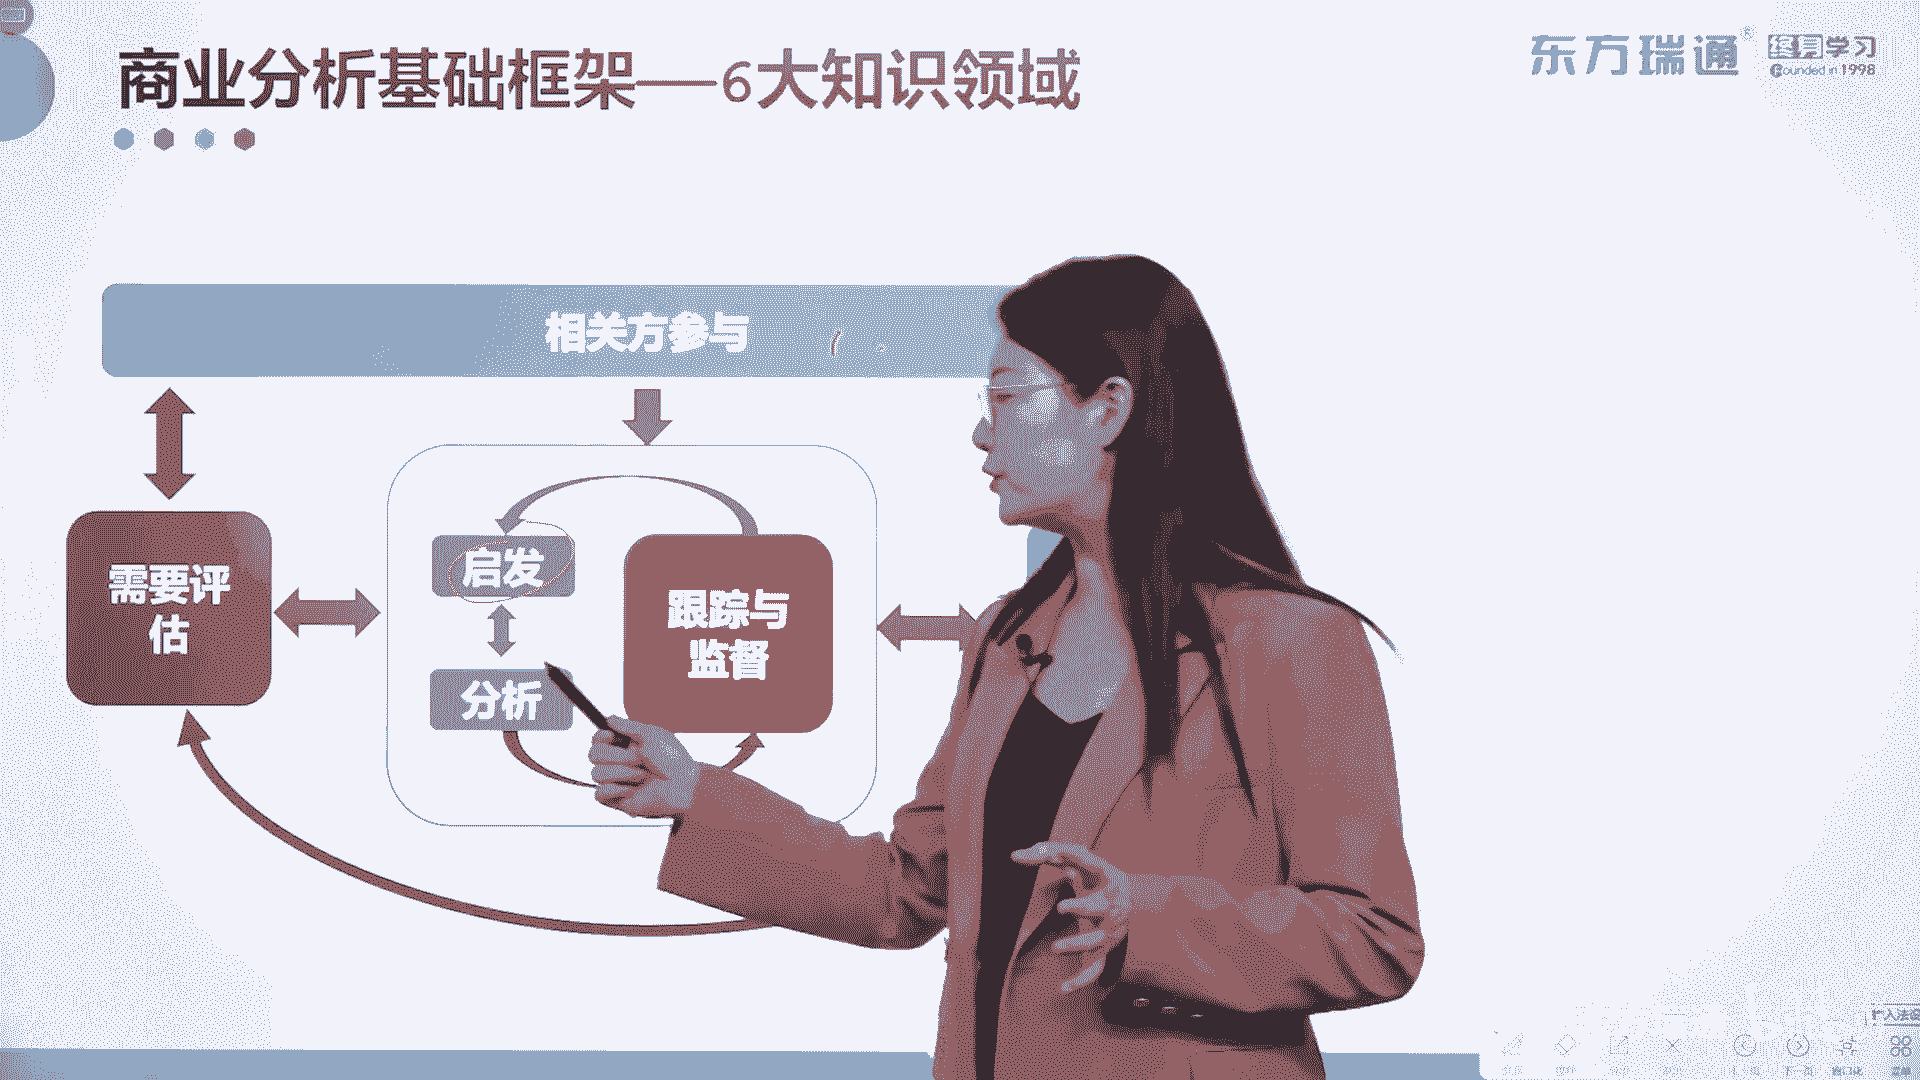 商业分析基础框架——6大知识领域
东方瑞通®
终身学习
Founded in 1998
相关方参与
启发
需要评
估
跟踪与
监督
分析